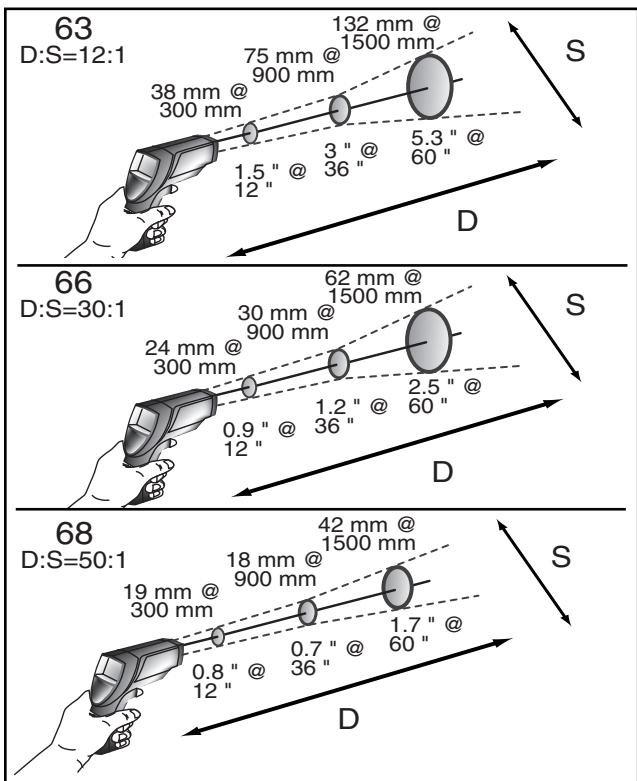 63
D:S=12:1
132 mm @
1500 mm
75 mm @
900 mm
38 mm @
300 mm
S
1.5 " @
12 "
3 " @
36 "
5.3 " @
60 "
D
66
D:S=30:1
62 mm @
1500 mm
30 mm @
900 mm
24 mm @
300 mm
S
0.9 " @
12 "
1.2 " @
36 "
2.5 " @
60 "
D
68
D:S=50:1
42 mm @
1500 mm
18 mm @
900 mm
19 mm @
300 mm
S
0.8 " @
12 "
0.7 " @
36 "
1.7 " @
60 "
D